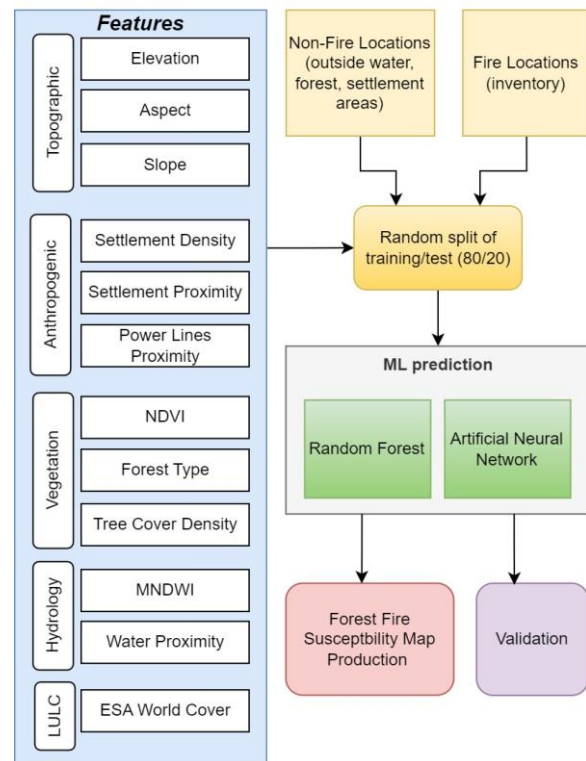 Features
Topographic
Elevation
Aspect
Slope
Anthropogenic
Settlement Density
Settlement Proximity
Power Lines
Proximity
Vegetation
NDVI
Forest Type
Tree Cover Density
Hydrology
MNDWI
Water Proximity
LULC
ESA World Cover
Non-Fire Locations
(outside water,
forest, settlement
areas)
Fire Locations
(inventory)
Random split of
training/test (80/20)
ML prediction
Random Forest
Artificial Neural
Network
Forest Fire
Susceptbility Map
Production
Validation